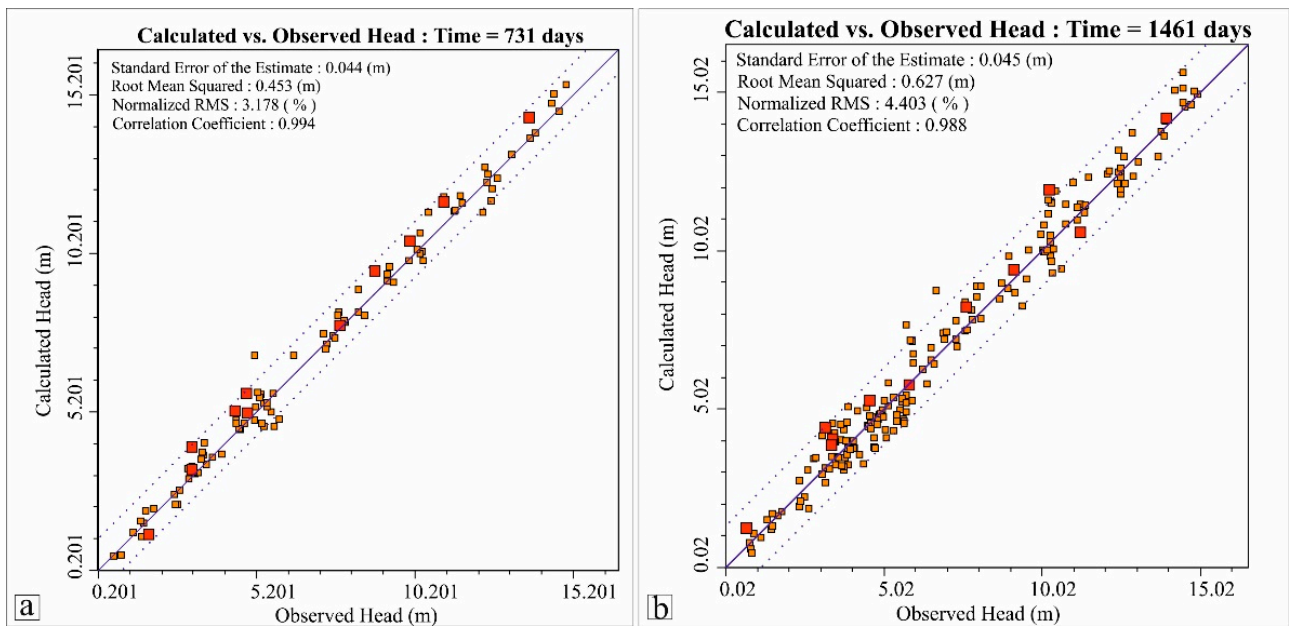 Calculated vs. Observed Head : Time = 731 days
Standard Error of the Estimate : 0.044 (m)
Root Mean Squared : 0.453 (m)
Normalized RMS : 3.178 ( % )
Correlation Coefficient : 0.994
Calculated Head (m)
15.201
10.201
5.201
0.201
0.201 5.201 10.201 15.201
Observed Head (m)
a
Calculated vs. Observed Head : Time = 1461 days
Standard Error of the Estimate : 0.045 (m)
Root Mean Squared : 0.627 (m)
Normalized RMS : 4.403 ( % )
Correlation Coefficient : 0.988
Calculated Head (m)
15.02
10.02
5.02
0.02
0.02 5.02 10.02 15.02
Observed Head (m)
b